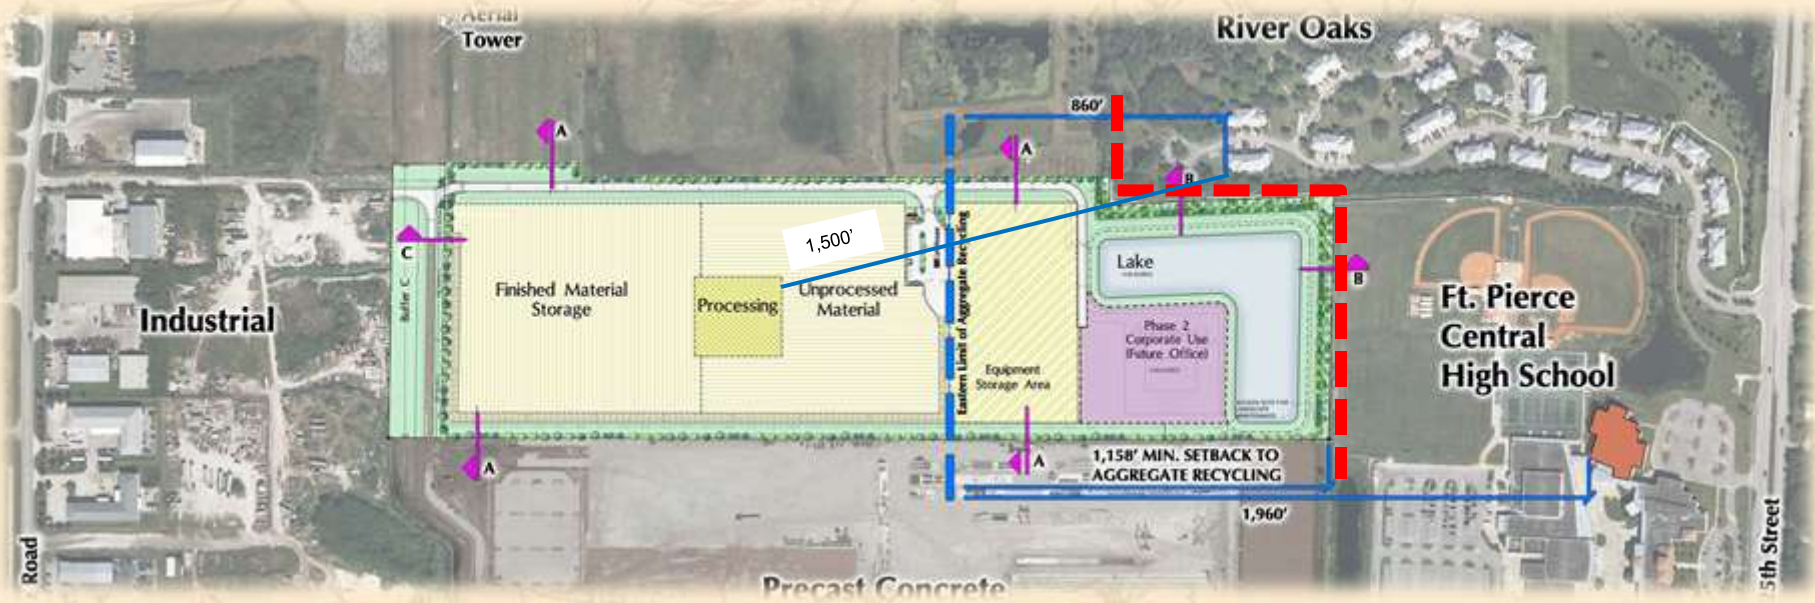 Aerial
Tower
River Oaks
860'
A
A
B
1,500'
Eastern Limit of Aggregate Recycling
C
Buffer C
Finished Material
Storage
Processing
Unprocessed
Material
Lake
B
Industrial
Phase 2
Corporate Use
(Future Office)
Equipment
Storage Area
Ft. Pierce
Central
High School
A
A
1,158' MIN. SETBACK TO
AGGREGATE RECYCLING
1,960'
Road
5th Street
Precast Concrete